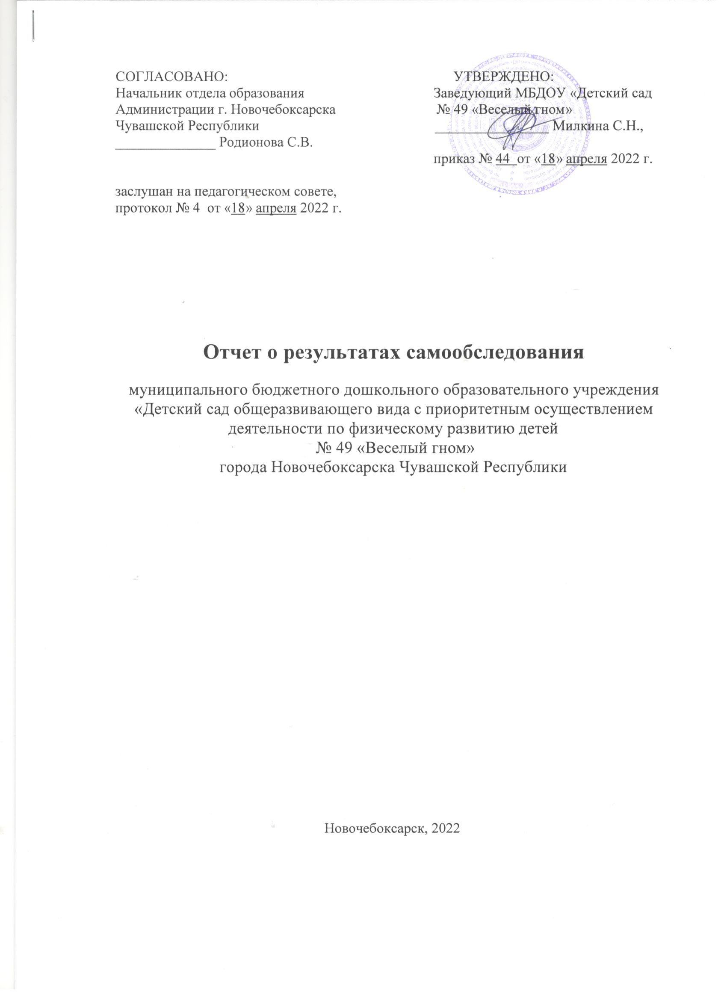 СОГЛАСОВАНО:
Начальник отдела образования
Администрации г. Новочебоксарска
Чувашской Республики
______________ Родионова С.В.
заслушан на педагогическом совете,
протокол № 4 от «18» апреля 2022 г.
УТВЕРЖДЕНО:
Заведующий МБДОУ «Детский сад
№ 49 «Веселый гном»
________________ Милкина С.Н.,
приказ № 44 от «18» апреля 2022 г.
Отчет о результатах самообследования
муниципального бюджетного дошкольного образовательного учреждения
«Детский сад общеразвивающего вида с приоритетным осуществлением
деятельности по физическому развитию детей
№ 49 «Веселый гном»
города Новочебоксарска Чувашской Республики
Новочебоксарск, 2022